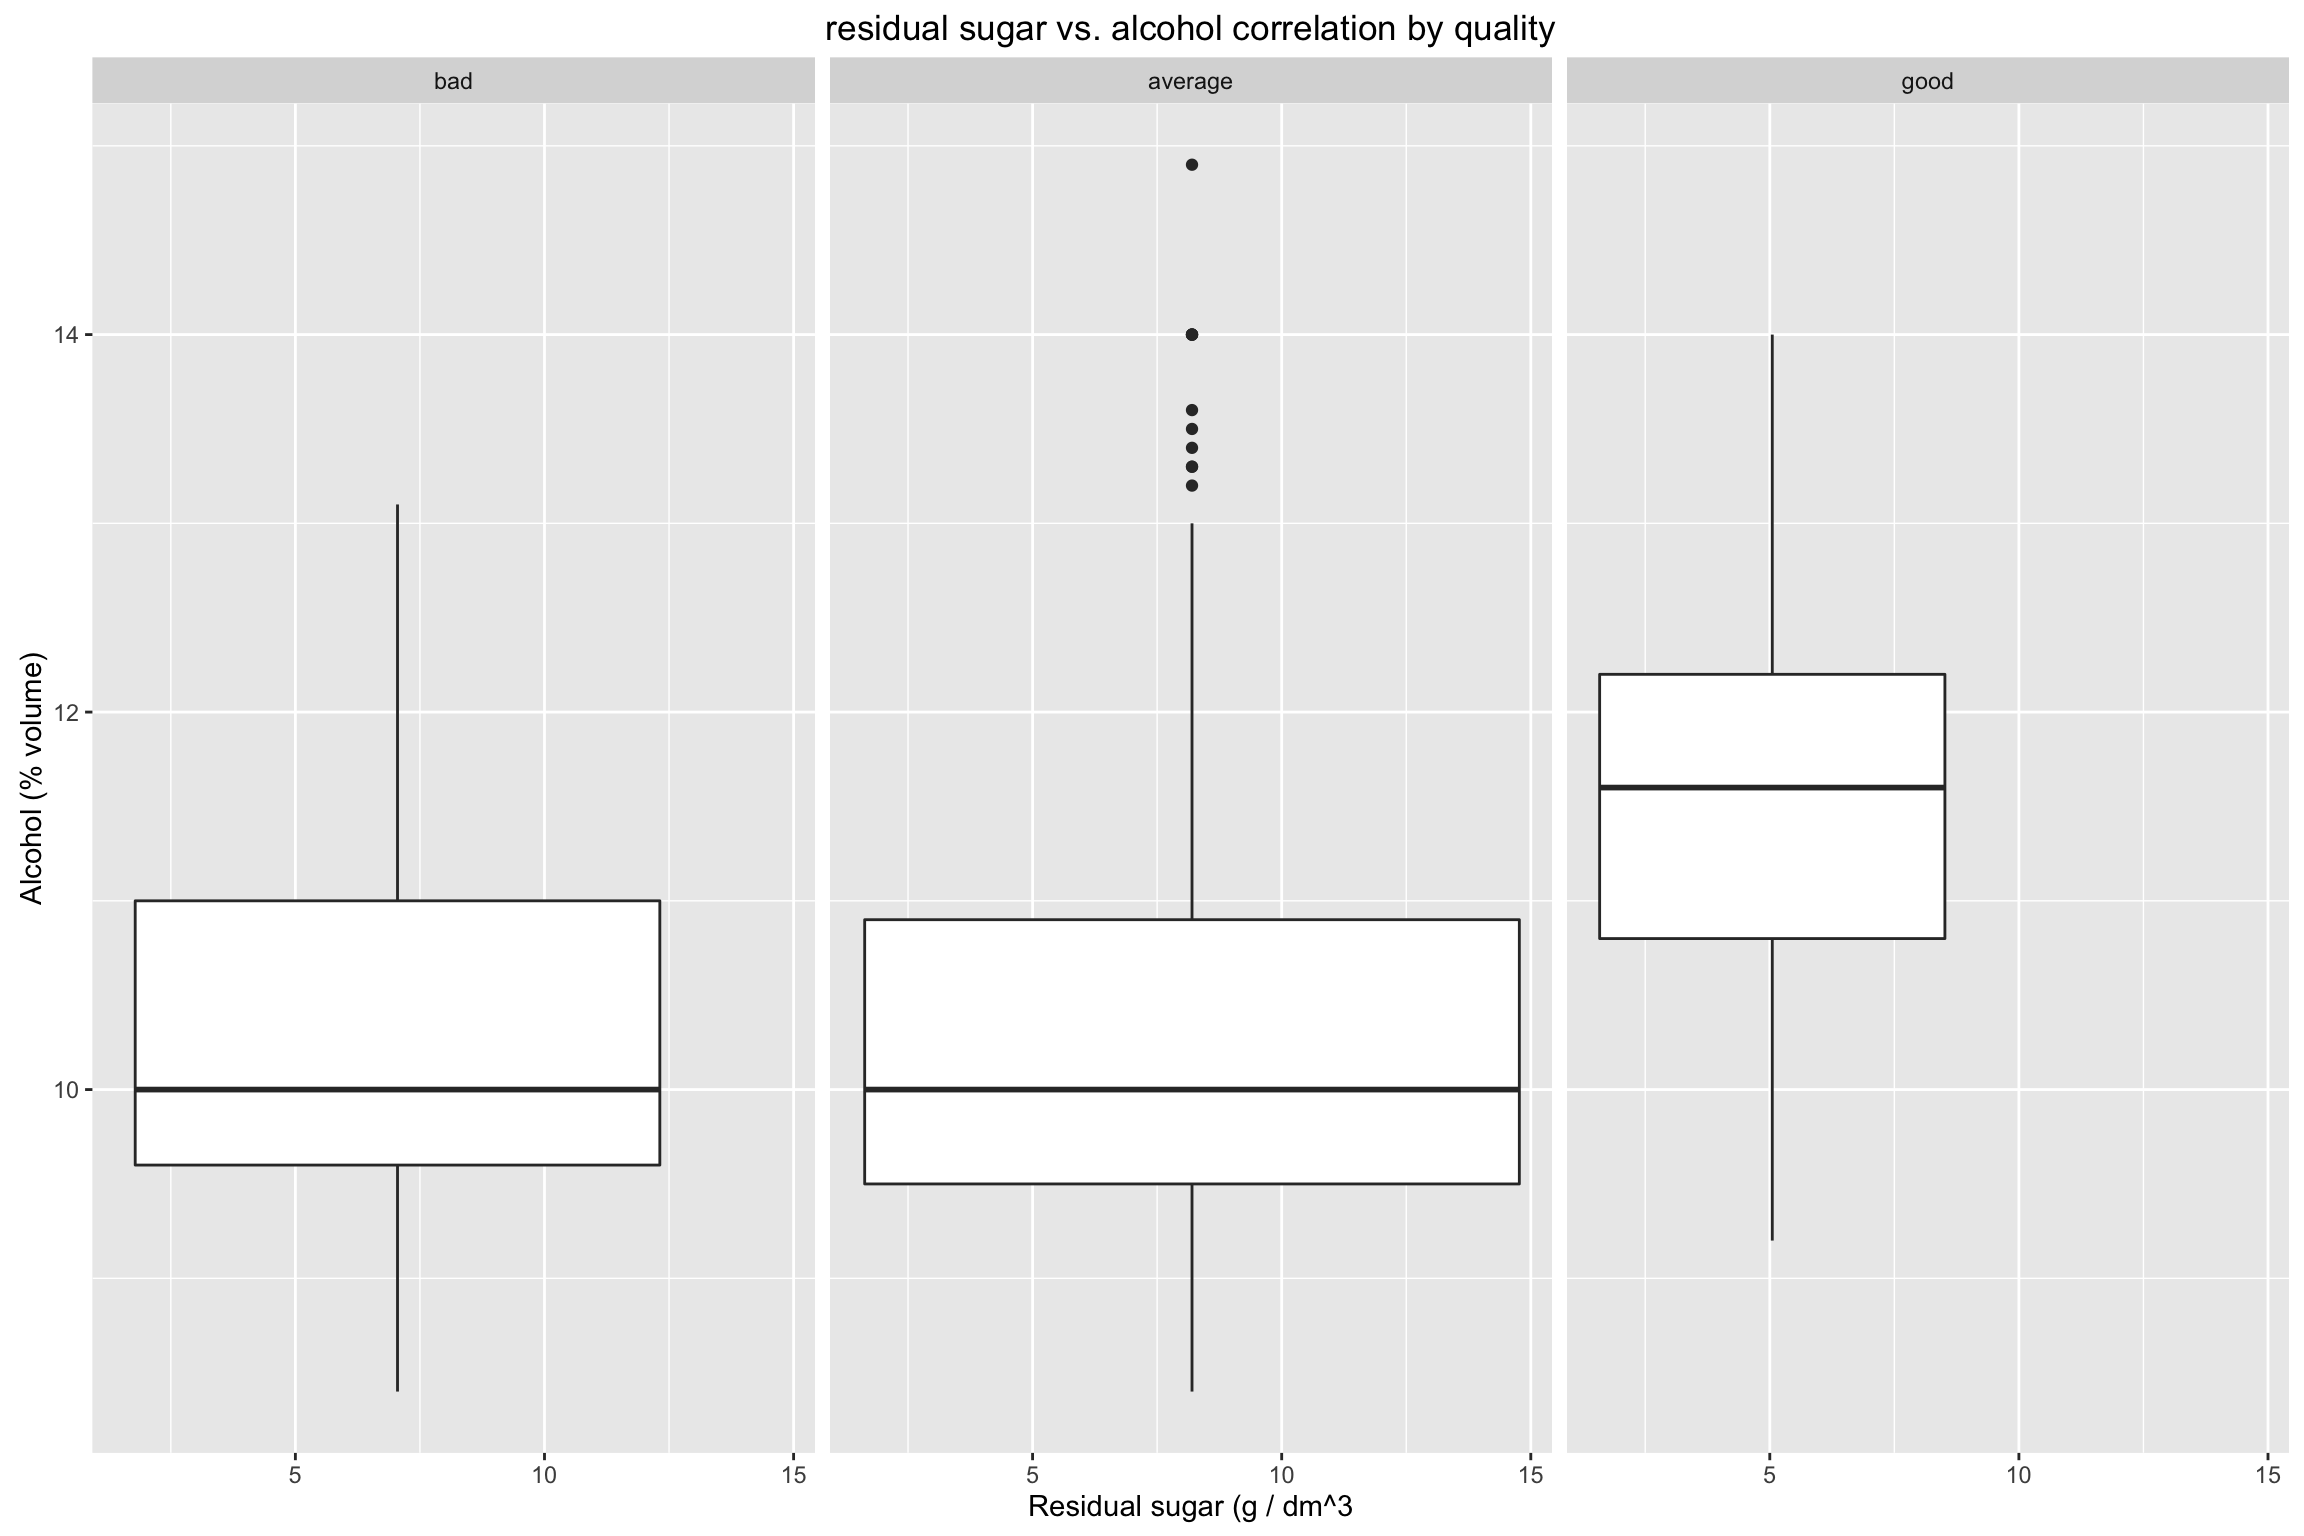 residual sugar vs. alcohol correlation by quality
bad average good
14
12
10
Alcohol (% volume)
5 10 15 5 10 15 5 10 15
Residual sugar (g / dm^3